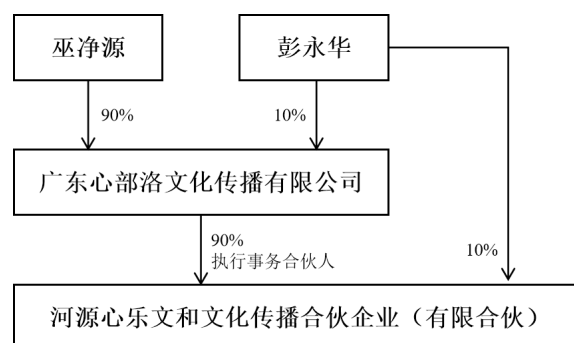 巫净源
彭永华
90%
10%
广东心部洛文化传播有限公司
90%
执行事务合伙人
10%
河源心乐文和文化传播合伙企业（有限合伙）